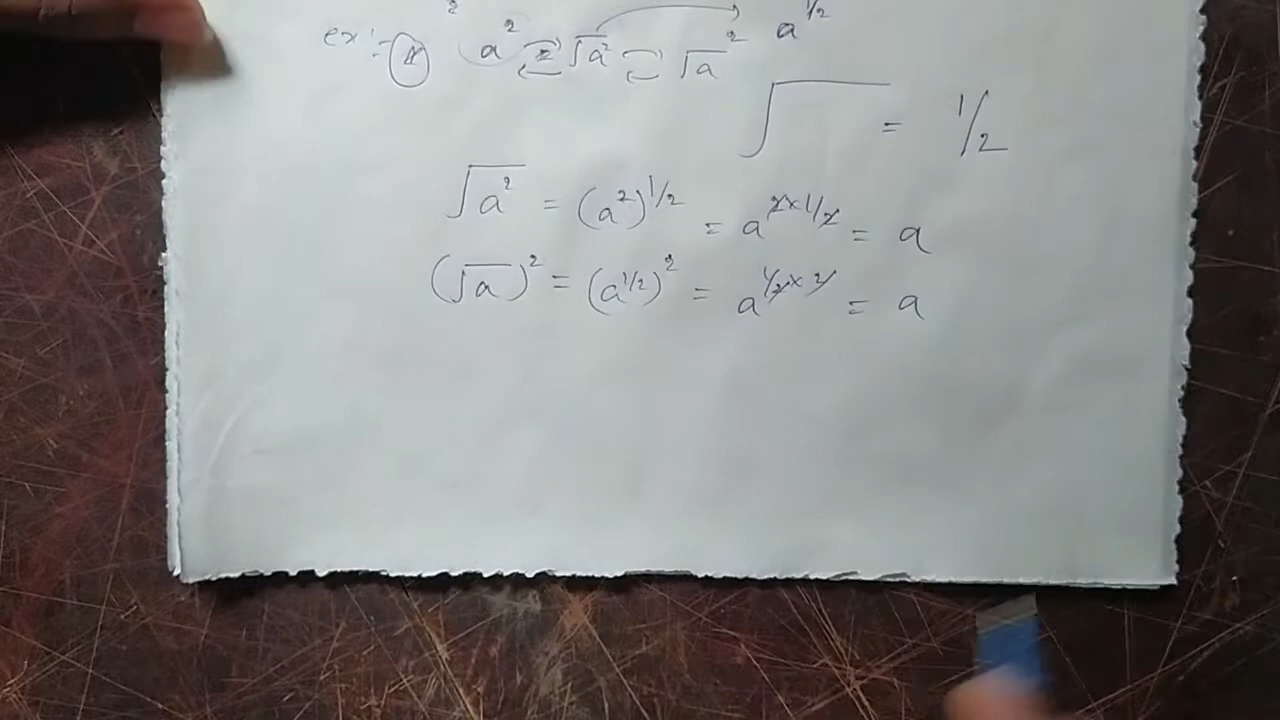 ex:- a² √a² √a² a^1/2
√ = 1/2
√a² = (a²)^1/2 = a^2×1/2 = a
(√a)² = (a^1/2)² = a^1/2×2 = a